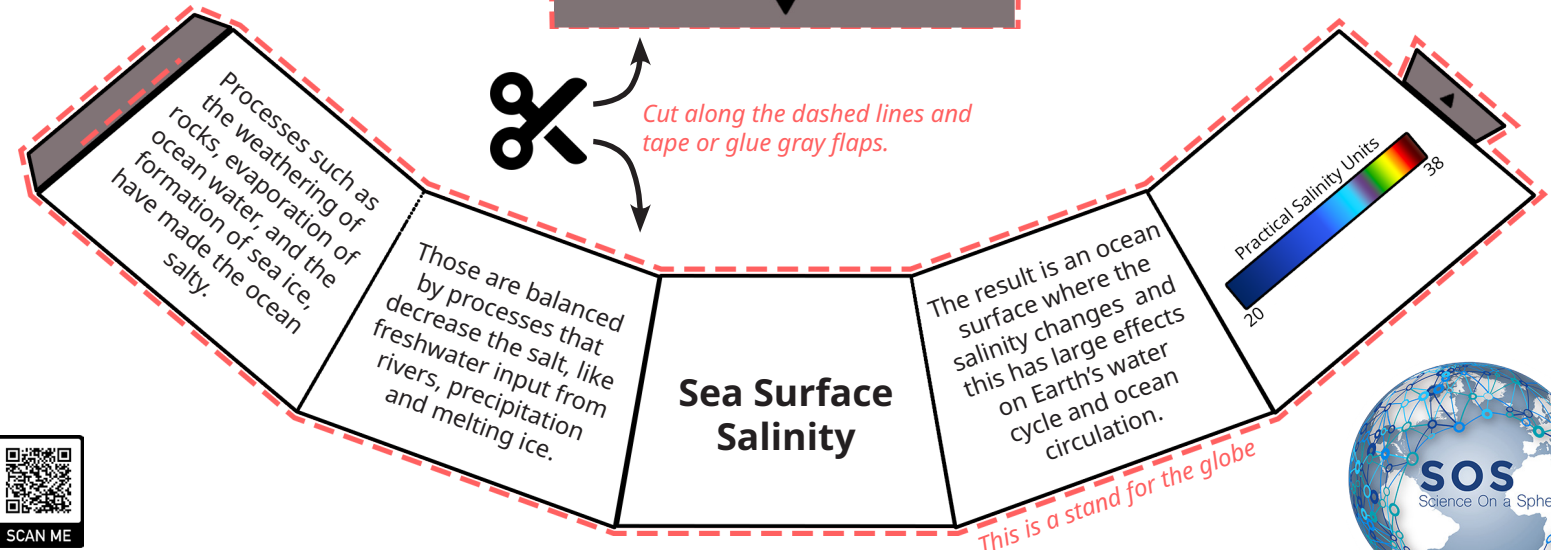 Cut along the dashed lines and
tape or glue gray flaps.
Processes such as
the weathering of
rocks, evaporation of
ocean water, and the
formation of sea ice,
have made the ocean
salty.
Those are balanced
by processes that
decrease the salt, like
freshwater input from
rivers, precipitation
and melting ice.
Sea Surface
Salinity
The result is an ocean
surface where the
salinity changes and
this has large effects
on Earth's water
cycle and ocean
circulation.
Practical Salinity Units
20
38
This is a stand for the globe
SCAN ME
SOS
Science On a Sphe